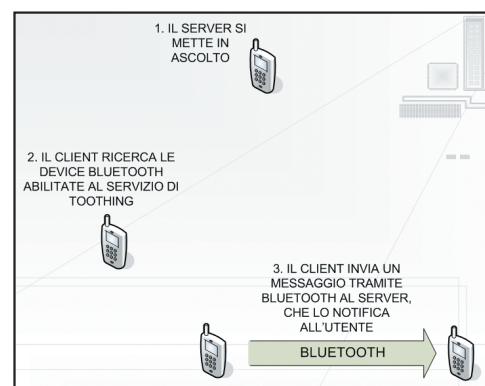 1. IL SERVER SI
METTE IN
ASCOLTO
2. IL CLIENT RICERCA LE
DEVICE BLUETOOTH
ABILITATE AL SERVIZIO DI
TOOTHING
3. IL CLIENT INVIA UN
MESSAGGIO TRAMITE
BLUETOOTH AL SERVER,
CHE LO NOTIFICA
ALL'UTENTE
BLUETOOTH